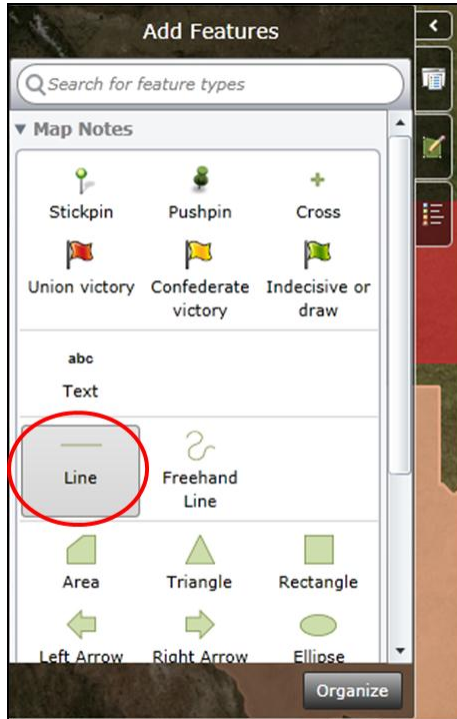 Add Features
Search for feature types
Map Notes
Stickpin Pushpin Cross
Union victory Confederate victory Indecisive or draw
abc
Text
Line Freehand Line
Area Triangle Rectangle
Left Arrow Right Arrow Ellipse
Organize